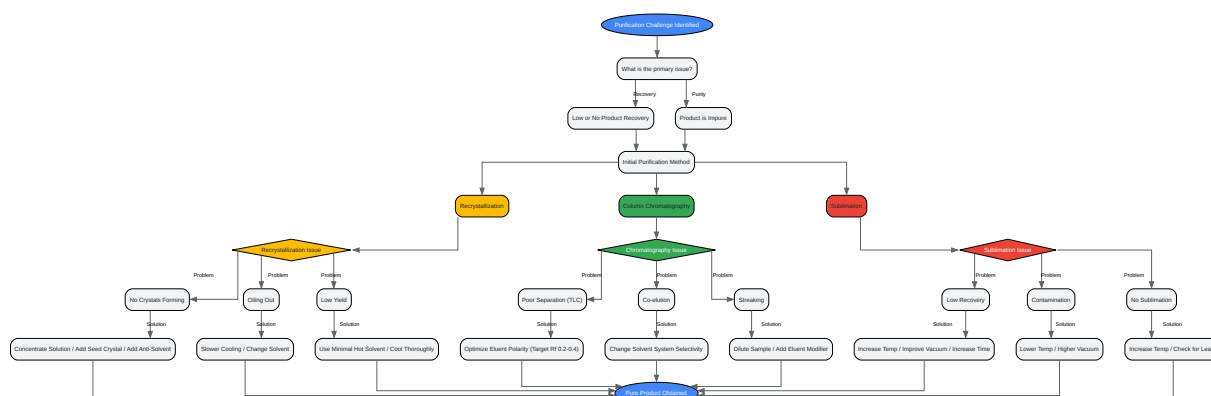 Purification Challenge Identified
What is the primary issue?
Recovery
Purity
Low or No Product Recovery
Product is Impure
Initial Purification Method
Recrystallization
Column Chromatography
Sublimation
Recrystallization Issue
Chromatography Issue
Sublimation Issue
Problem
Problem
Problem
Problem
Problem
Problem
Problem
Problem
Problem
No Crystals Forming
Oiling Out
Low Yield
Poor Separation (TLC)
Co-elution
Streaking
Low Recovery
Contamination
No Sublimation
Solution
Solution
Solution
Solution
Solution
Solution
Solution
Solution
Solution
Concentrate Solution / Add Seed Crystal / Add Anti-Solvent
Slower Cooling / Change Solvent
Use Minimal Hot Solvent / Cool Thoroughly
Optimize Eluent Polarity (Target Rf 0.2-0.4)
Change Solvent System Selectivity
Dilute Sample / Add Eluent Modifier
Increase Temp / Improve Vacuum / Increase Time
Lower Temp / Higher Vacuum
Increase Temp / Check for Lea
Pure Product Obtained